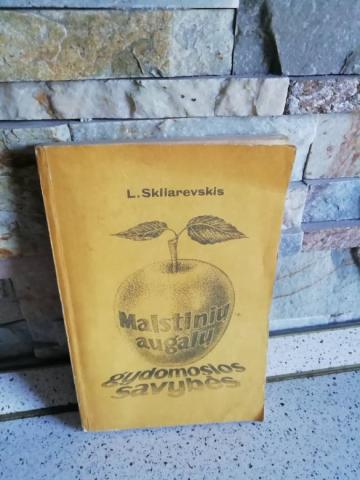 L. Skliarevskis
Maistinių
augalų
gydomosios
savybės